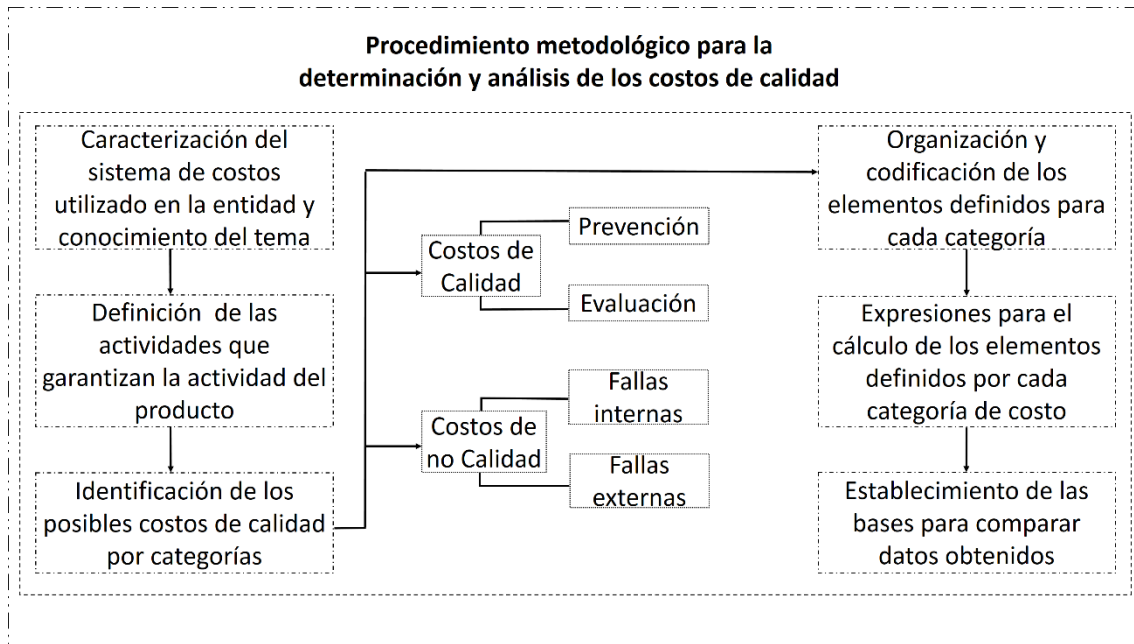 Procedimiento metodológico para la
determinación y análisis de los costos de calidad
Caracterización del
sistema de costos
utilizado en la entidad y
conocimiento del tema
Definición de las
actividades que
garantizan la actividad del
producto
Identificación de los
posibles costos de calidad
por categorías
Costos de
Calidad
Prevención
Evaluación
Costos de
no Calidad
Fallas
internas
Fallas
externas
Organización y
codificación de los
elementos definidos para
cada categoría
Expresiones para el
cálculo de los elementos
definidos por cada
categoría de costo
Establecimiento de las
bases para comparar
datos obtenidos